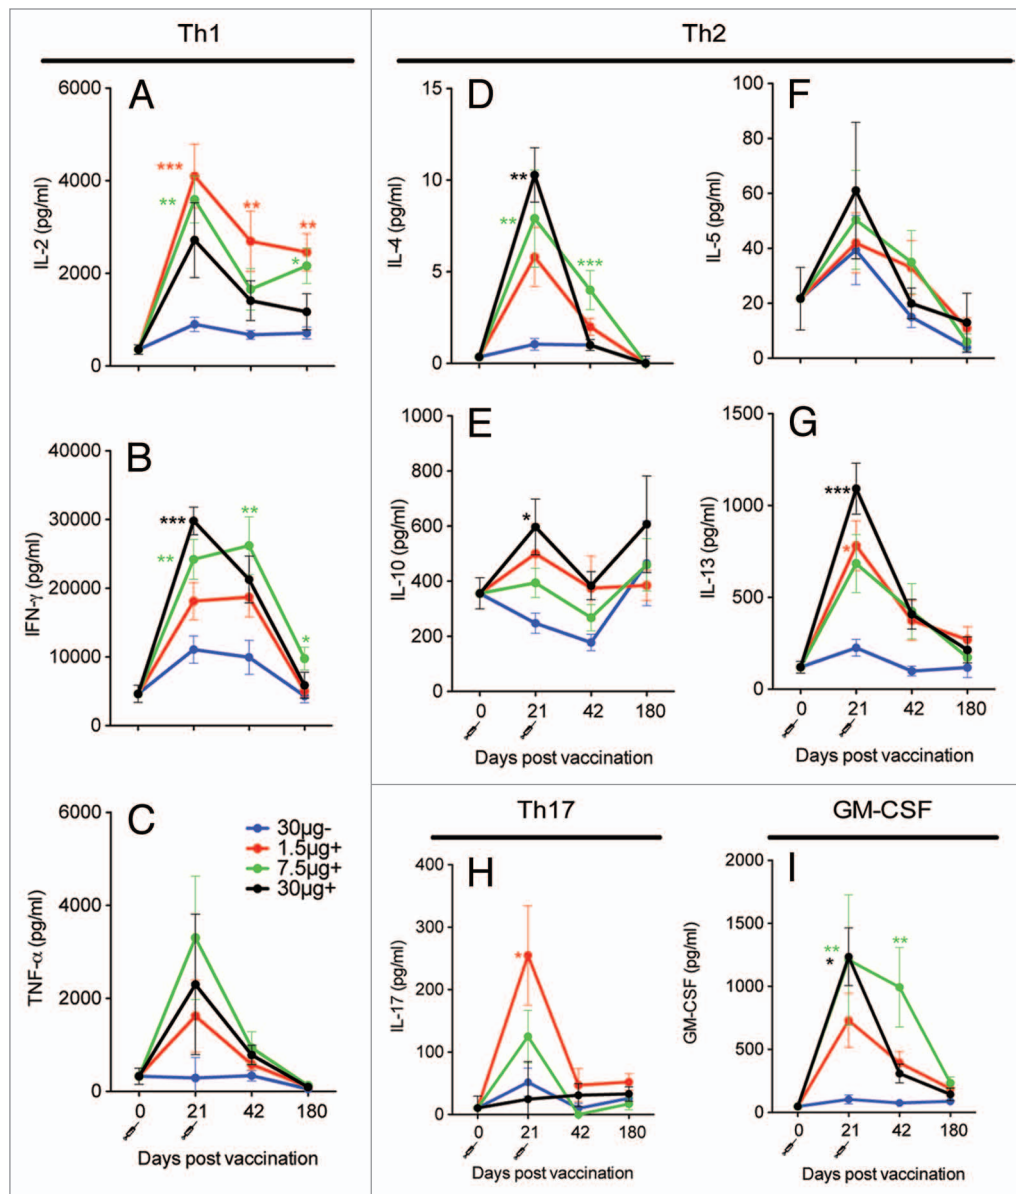 Th1
Th2
A
IL-2 (pg/ml)
6000
4000
2000
0
***
**
**
**
*
D
IL-4 (pg/ml)
15
10
5
0
**
**
***
F
IL-5 (pg/ml)
100
80
60
40
20
0
B
IFN-γ (pg/ml)
40000
30000
20000
10000
0
***
**
**
*
E
IL-10 (pg/ml)
1000
800
600
400
200
0
*
0 21 42 180
Days post vaccination
G
IL-13 (pg/ml)
1500
1000
500
0
***
*
0 21 42 180
Days post vaccination
C
TNF-α (pg/ml)
6000
4000
2000
0
30µg-
1.5µg+
7.5µg+
30µg+
0 21 42 180
Days post vaccination
Th17
GM-CSF
H
IL-17 (pg/ml)
400
300
200
100
0
*
0 21 42 180
Days post vaccination
I
GM-CSF (pg/ml)
2000
1500
1000
500
0
**
*
**
0 21 42 180
Days post vaccination